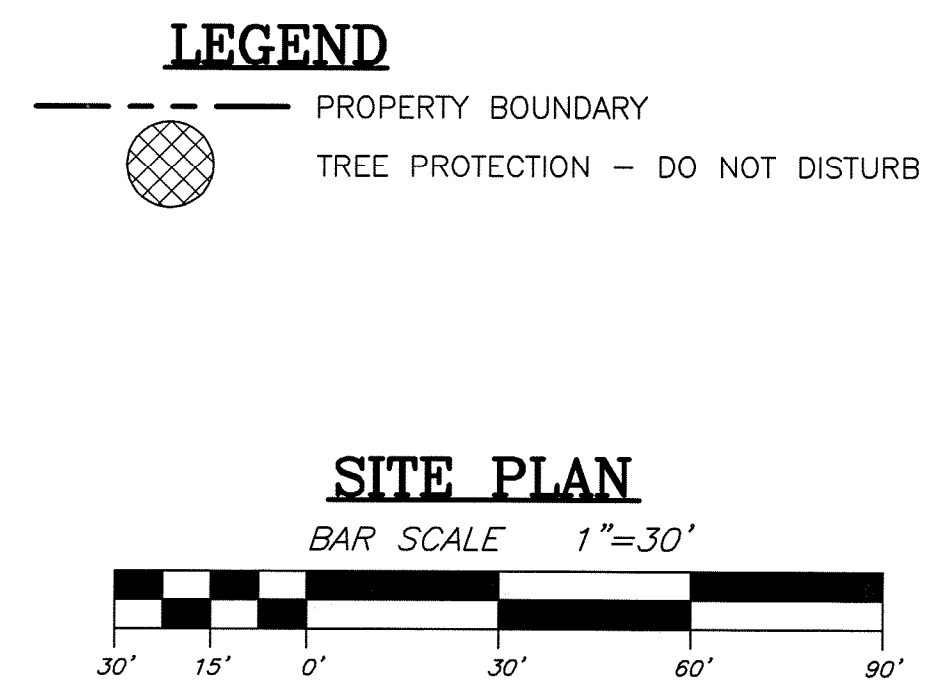 LEGEND
PROPERTY BOUNDARY
TREE PROTECTION – DO NOT DISTURB
SITE PLAN
BAR SCALE 1"=30'
30' 15' 0' 30' 60' 90'